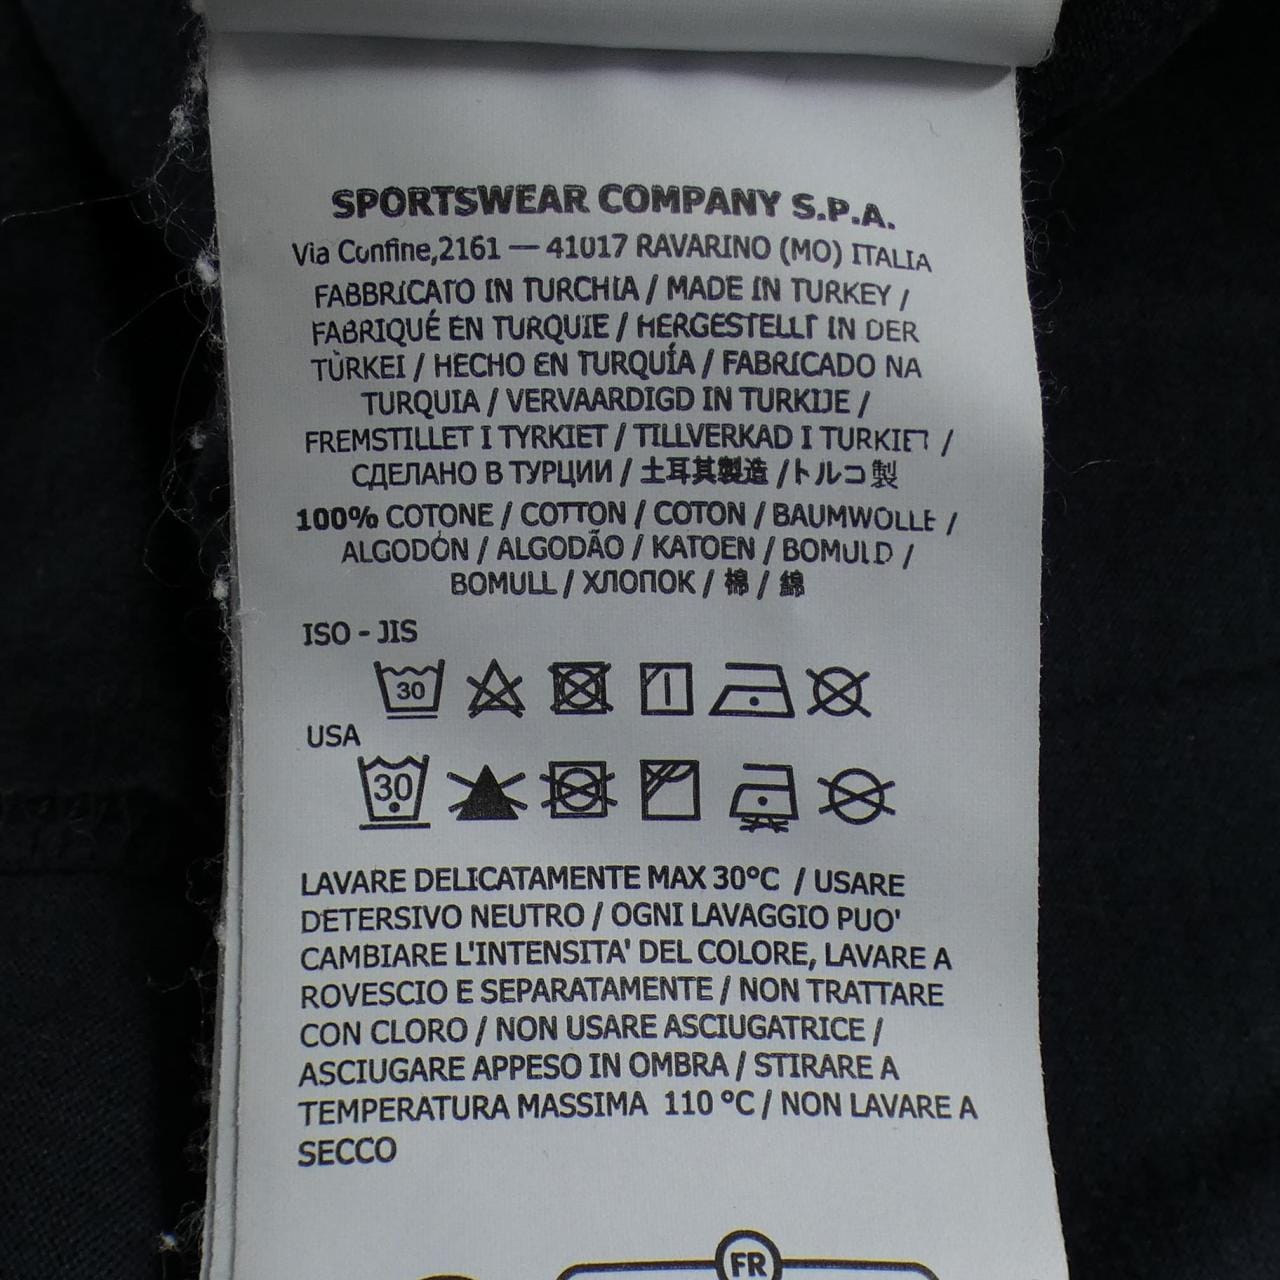 SPORTSWEAR COMPANY S.P.A.
Via Confine,2161 — 41017 RAVARINO (MO) ITALIA
FABBRICATO IN TURCHIA / MADE IN TURKEY /
FABRIQUÉ EN TURQUIE / HERGESTELLT IN DER
TÜRKEI / HECHO EN TURQUÍA / FABRICADO NA
TURQUIA / VERVAARDIGD IN TURKIJE /
FREMSTILLET I TYRKIET / TILLVERKAD I TURKIET /
СДЕЛАНО В ТУРЦИИ / 土耳其製造 /トルコ製
100% COTONE / COTTON / COTON / BAUMWOLLE /
ALGODÓN / ALGODÃO / KATOEN / BOMULD /
BOMULL / ХЛОПОК / 棉 / 綿
ISO - JIS
30
USA
30
LAVARE DELICATAMENTE MAX 30°C / USARE
DETERSIVO NEUTRO / OGNI LAVAGGIO PUO'
CAMBIARE L'INTENSITA' DEL COLORE, LAVARE A
ROVESCIO E SEPARATAMENTE / NON TRATTARE
CON CLORO / NON USARE ASCIUGATRICE /
ASCIUGARE APPESO IN OMBRA / STIRARE A
TEMPERATURA MASSIMA 110 °C / NON LAVARE A
SECCO
FR